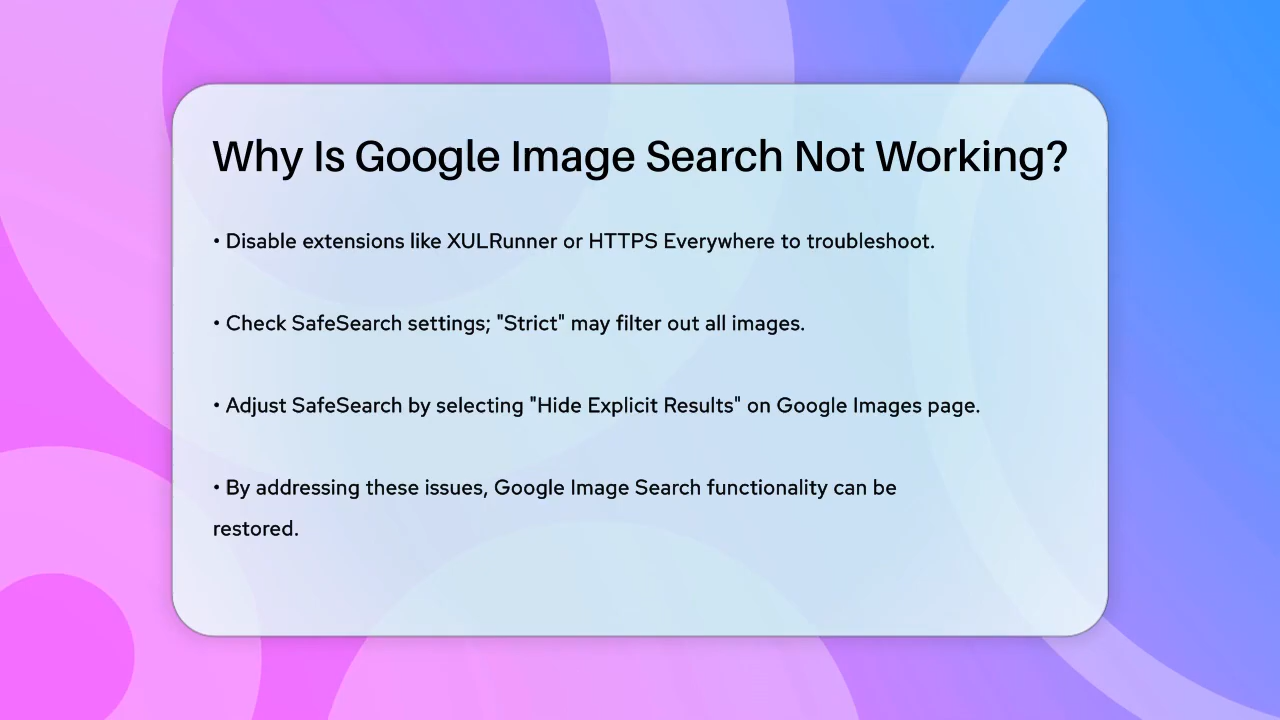 Why Is Google Image Search Not Working?
• Disable extensions like XULRunner or HTTPS Everywhere to troubleshoot.
• Check SafeSearch settings; "Strict" may filter out all images.
• Adjust SafeSearch by selecting "Hide Explicit Results" on Google Images page.
• By addressing these issues, Google Image Search functionality can be
restored.